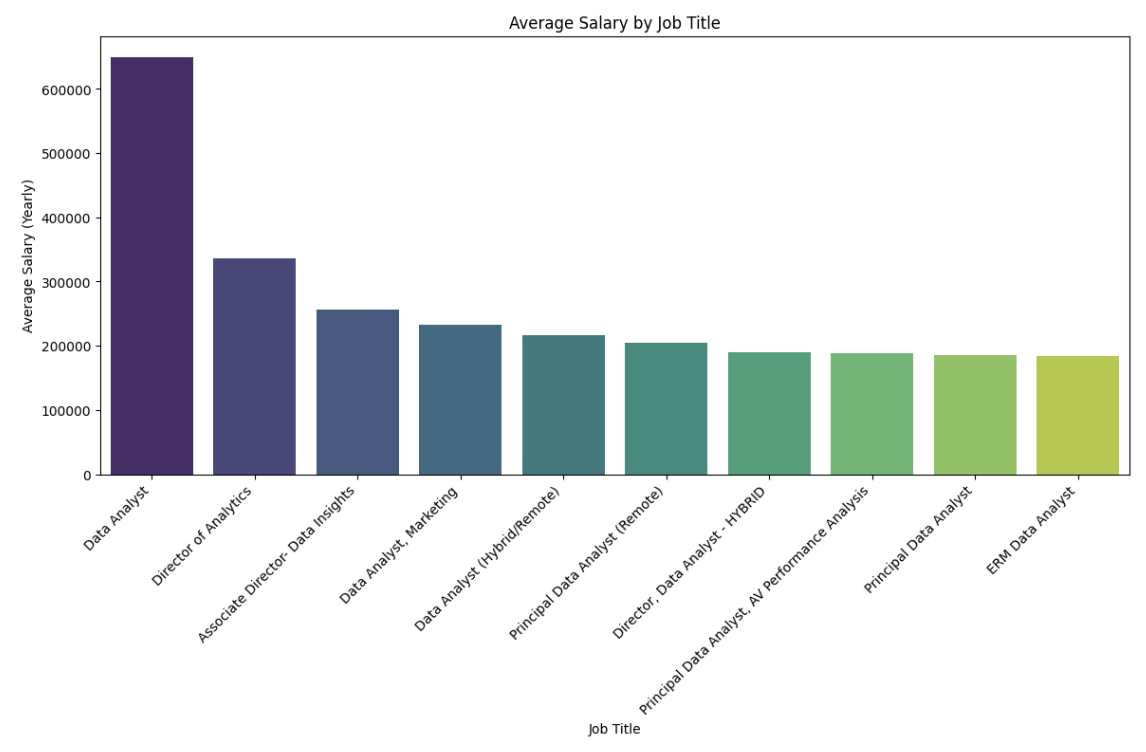 Average Salary by Job Title
Average Salary (Yearly)
600000
500000
400000
300000
200000
100000
0
Data Analyst
Director of Analytics
Associate Director- Data Insights
Data Analyst, Marketing
Data Analyst (Hybrid/Remote)
Principal Data Analyst (Remote)
Director, Data Analyst - HYBRID
Principal Data Analyst, AV Performance Analysis
Principal Data Analyst
ERM Data Analyst
Job Title